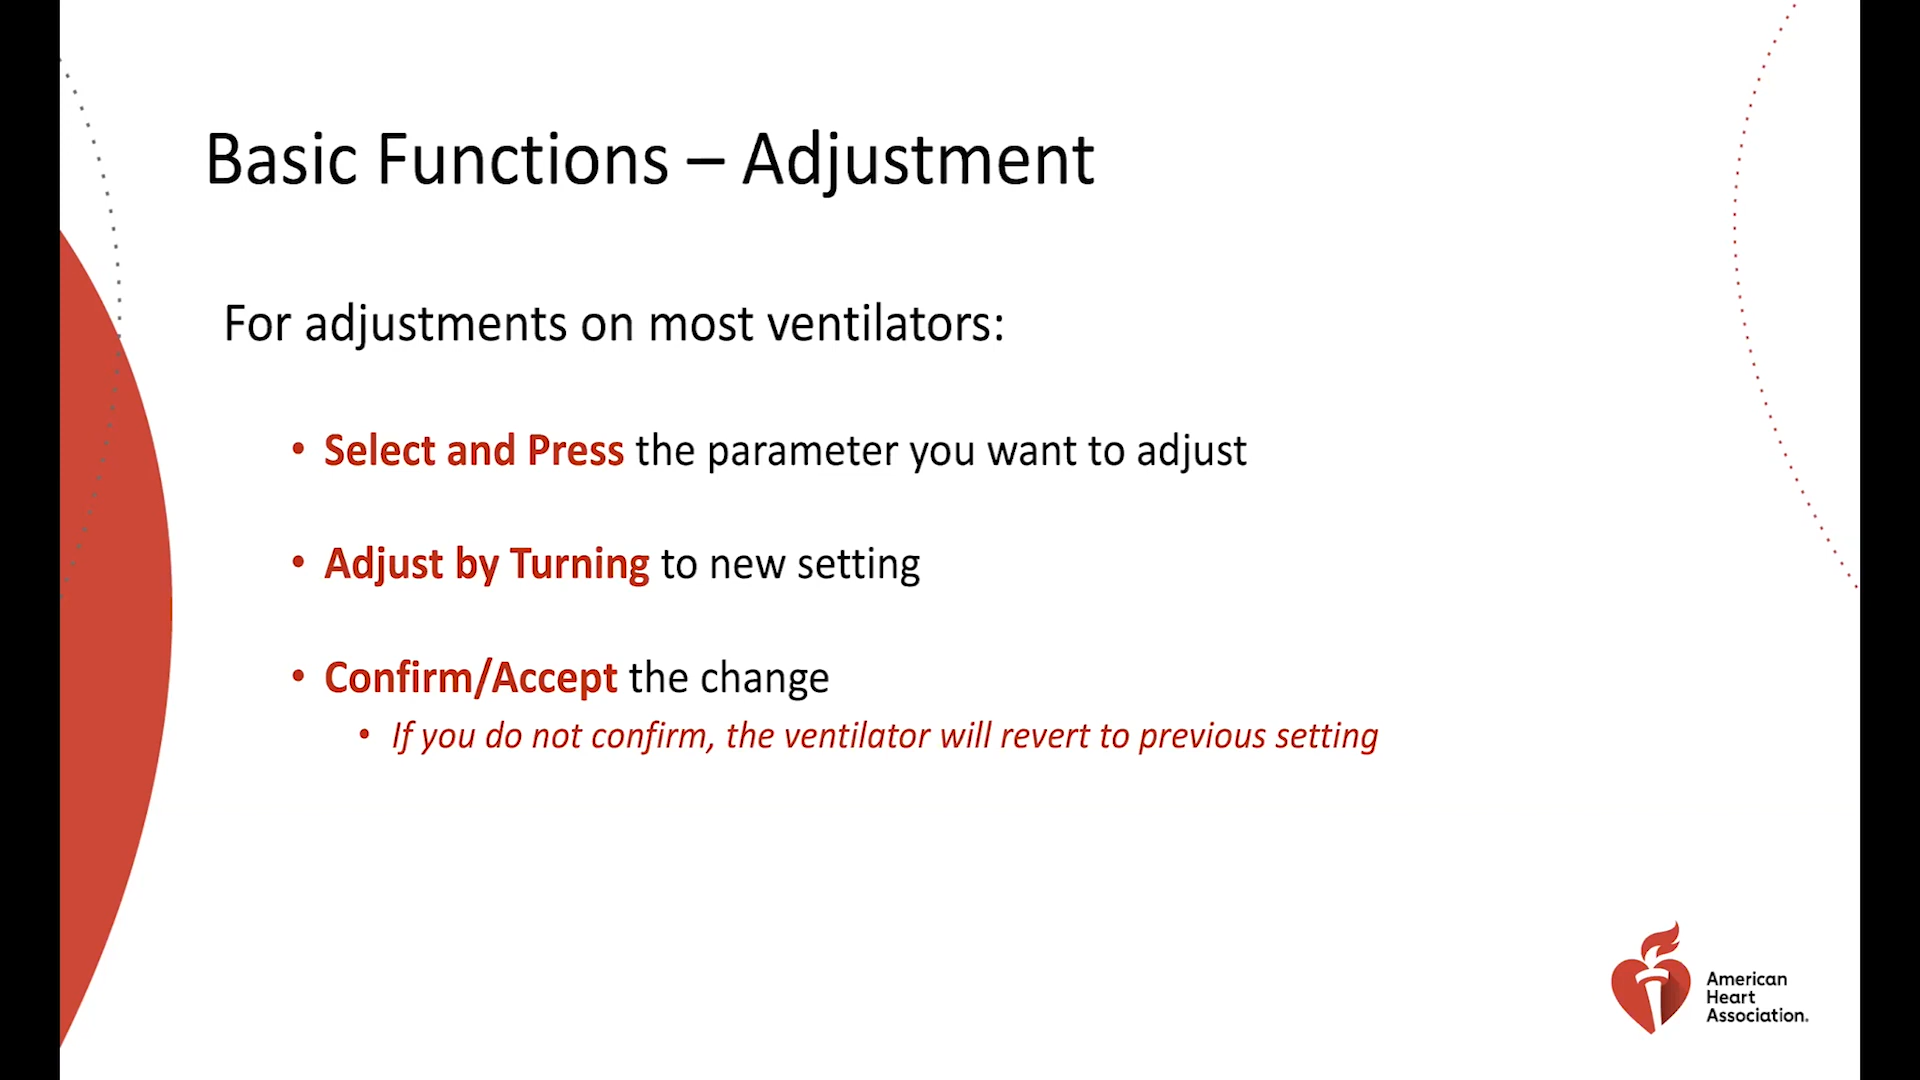 Basic Functions – Adjustment
For adjustments on most ventilators:
• Select and Press the parameter you want to adjust
• Adjust by Turning to new setting
• Confirm/Accept the change
• If you do not confirm, the ventilator will revert to previous setting
American
Heart
Association.